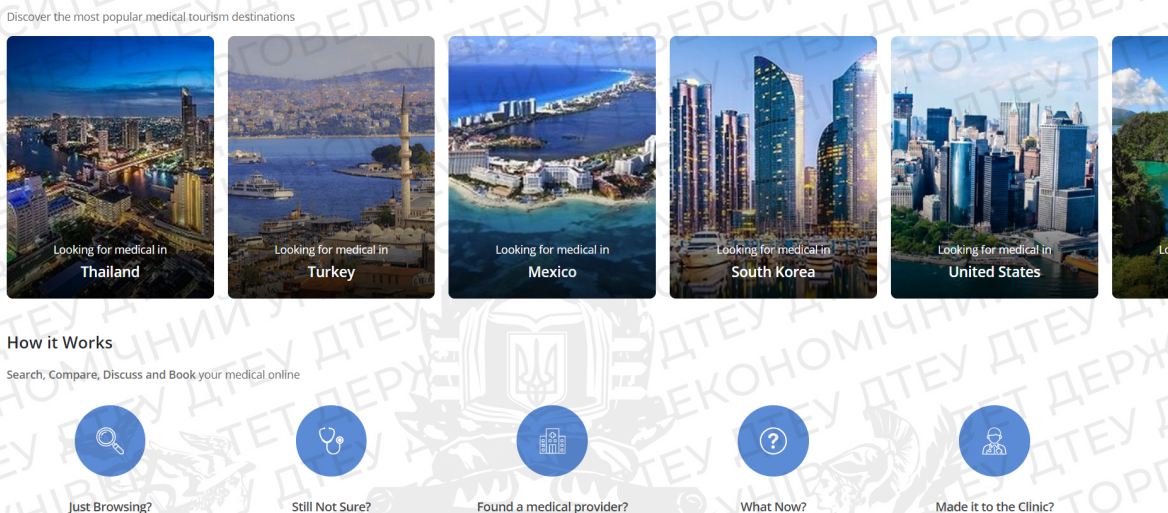 Discover the most popular medical tourism destinations
Looking for medical in
Thailand
Looking for medical in
Turkey
Looking for medical in
Mexico
Looking for medical in
South Korea
Looking for medical in
United States
Lo
How it Works
Search, Compare, Discuss and Book your medical online
Just Browsing?
Still Not Sure?
Found a medical provider?
What Now?
Made it to the Clinic?
ДТЕУ ДТЕУ